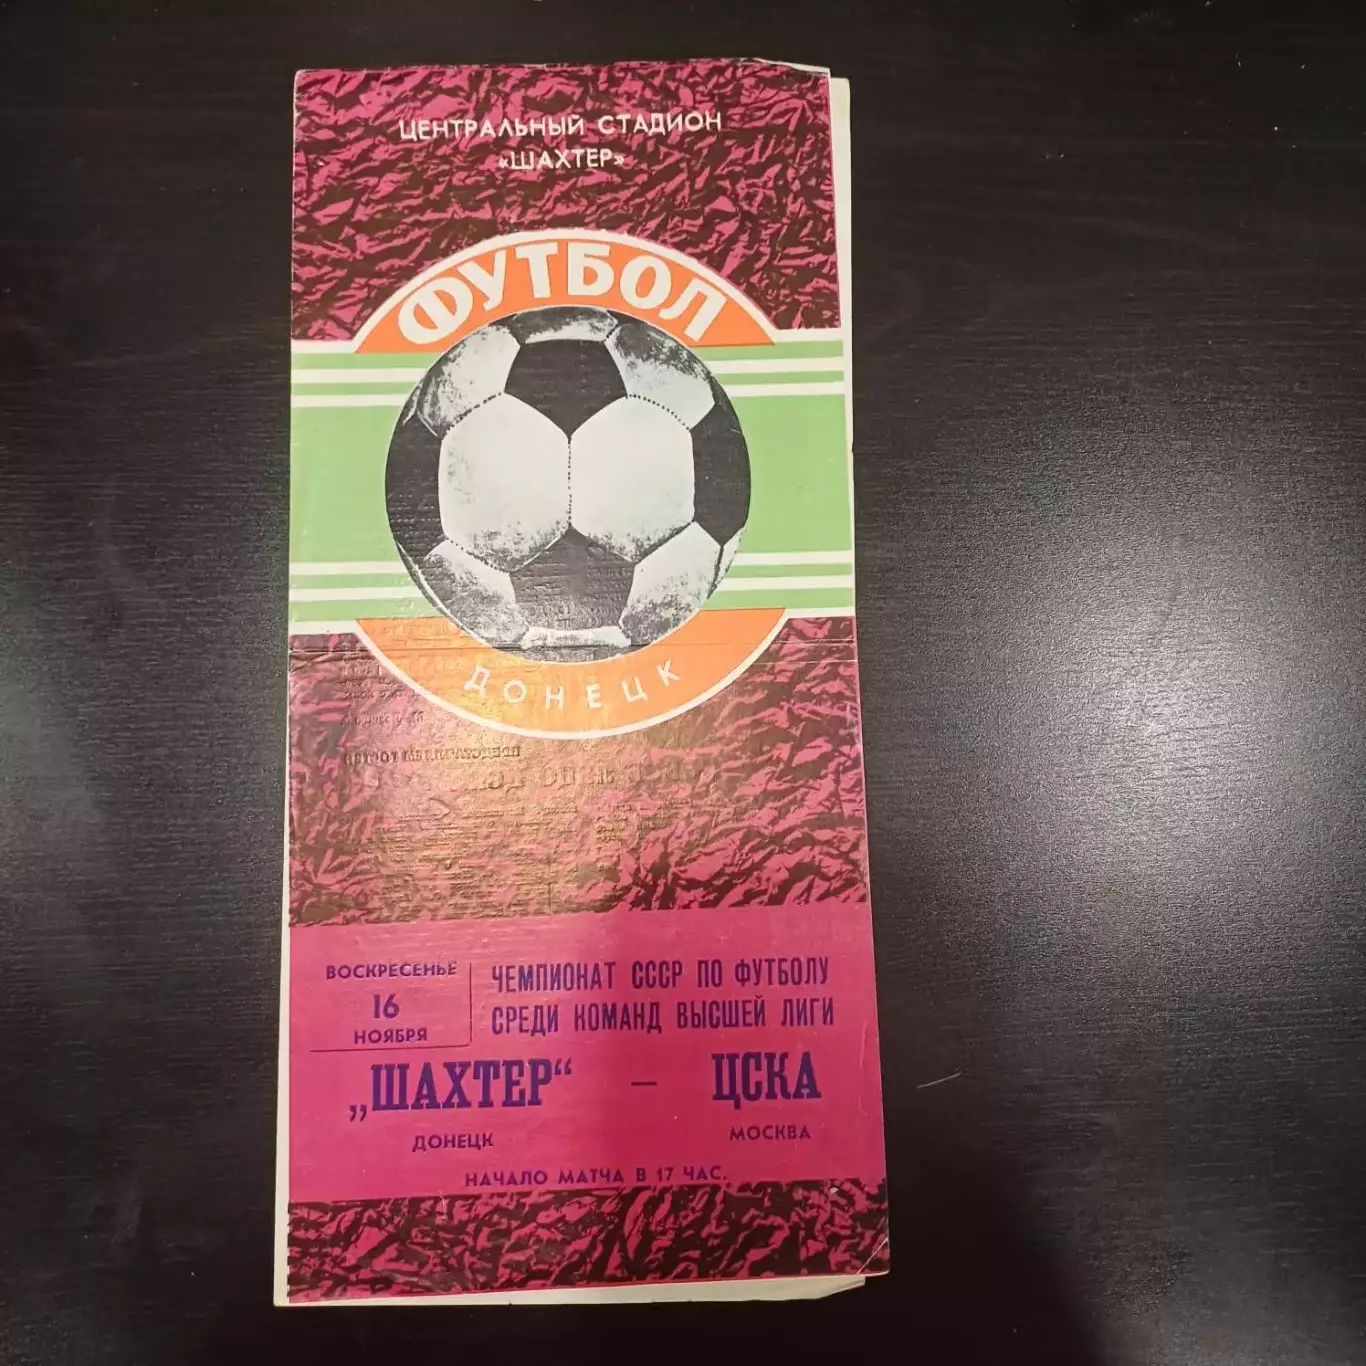 ЦЕНТРАЛЬНЫЙ СТАДИОН
«ШАХТЕР»
ФУТБОЛ
ДОНЕЦК
ВОСКРЕСЕНЬЕ
16
НОЯБРЯ
ЧЕМПИОНАТ СССР ПО ФУТБОЛУ
СРЕДИ КОМАНД ВЫСШЕЙ ЛИГИ
„ШАХТЕР“ — ЦСКА
ДОНЕЦК МОСКВА
НАЧАЛО МАТЧА В 17 ЧАС.